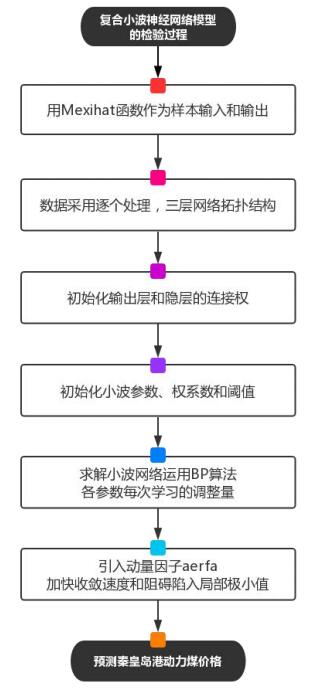 复合小波神经网络模型
的检验过程
用Mexihat函数作为样本输入和输出
数据采用逐个处理，三层网络拓扑结构
初始化输出层和隐层的连接权
初始化小波参数、权系数和阈值
求解小波网络运用BP算法
各参数每次学习的调整量
引入动量因子aerfa
加快收敛速度和阻碍陷入局部极小值
预测秦皇岛港动力煤价格